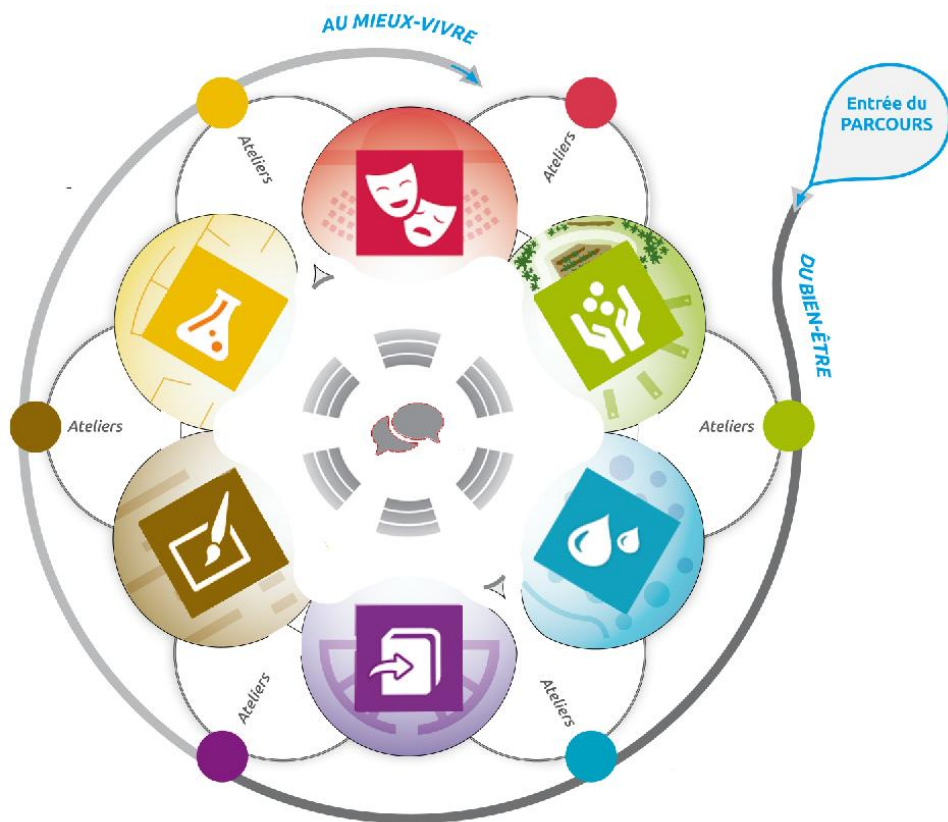 AU MIEUX-VIVRE
Entrée du
PARCOURS
Ateliers
Ateliers
DU BIEN-ÊTRE
Ateliers
Ateliers
Ateliers
Ateliers